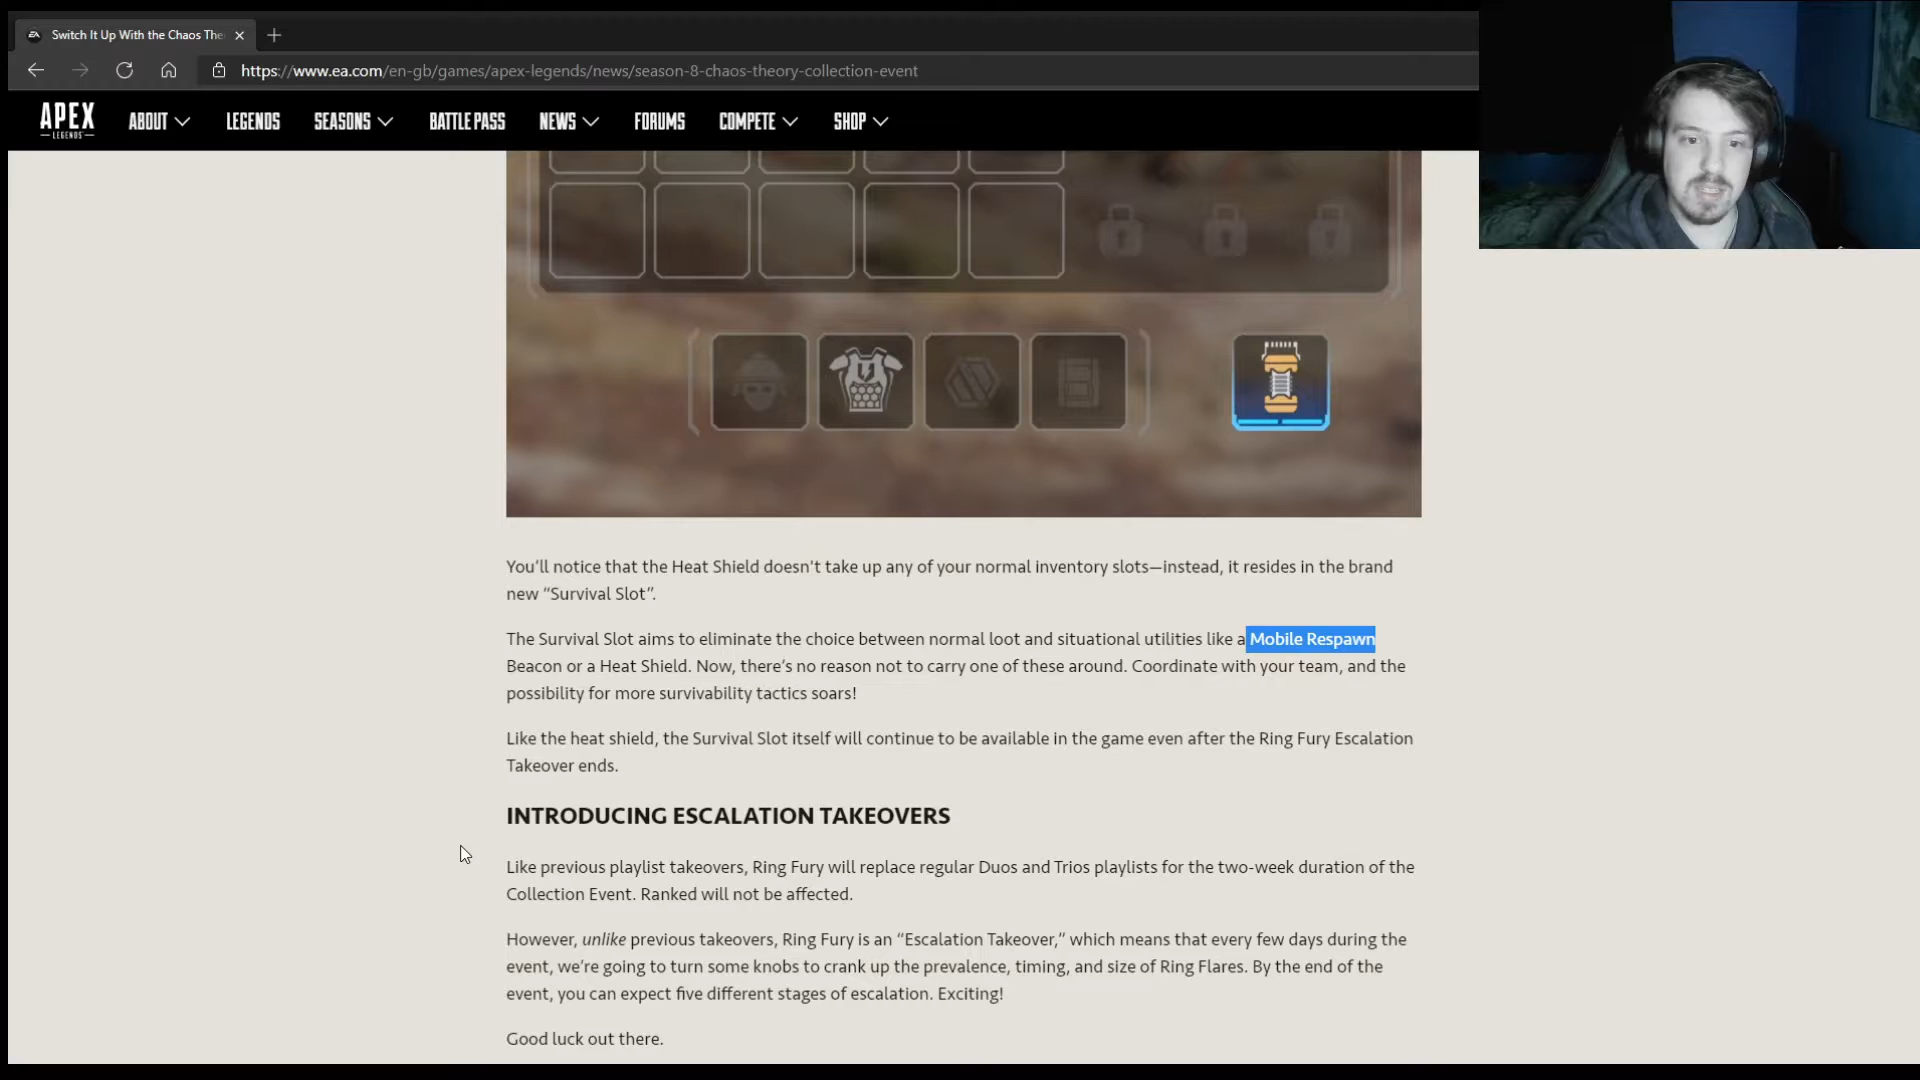 Switch It Up With the Chaos The
https://www.ea.com/en-gb/games/apex-legends/news/season-8-chaos-theory-collection-event
APEX
LEGENDS
ABOUT
LEGENDS
SEASONS
BATTLE PASS
NEWS
FORUMS
COMPETE
SHOP
You'll notice that the Heat Shield doesn't take up any of your normal inventory slots—instead, it resides in the brand
new “Survival Slot”.
The Survival Slot aims to eliminate the choice between normal loot and situational utilities like a Mobile Respawn
Beacon or a Heat Shield. Now, there's no reason not to carry one of these around. Coordinate with your team, and the
possibility for more survivability tactics soars!
Like the heat shield, the Survival Slot itself will continue to be available in the game even after the Ring Fury Escalation
Takeover ends.
INTRODUCING ESCALATION TAKEOVERS
Like previous playlist takeovers, Ring Fury will replace regular Duos and Trios playlists for the two-week duration of the
Collection Event. Ranked will not be affected.
However, unlike previous takeovers, Ring Fury is an “Escalation Takeover,” which means that every few days during the
event, we're going to turn some knobs to crank up the prevalence, timing, and size of Ring Flares. By the end of the
event, you can expect five different stages of escalation. Exciting!
Good luck out there.